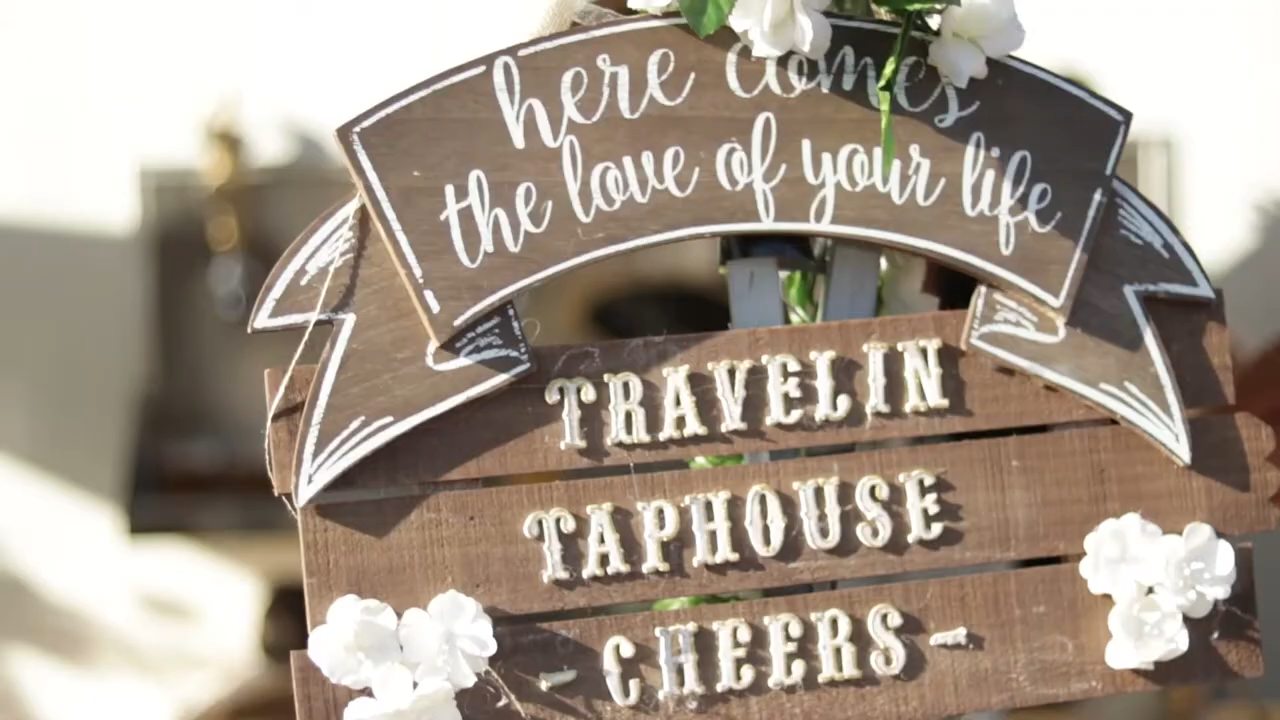 here comes
the love of your life
TRAVELIN
TAPHOUSE
- CHEERS -